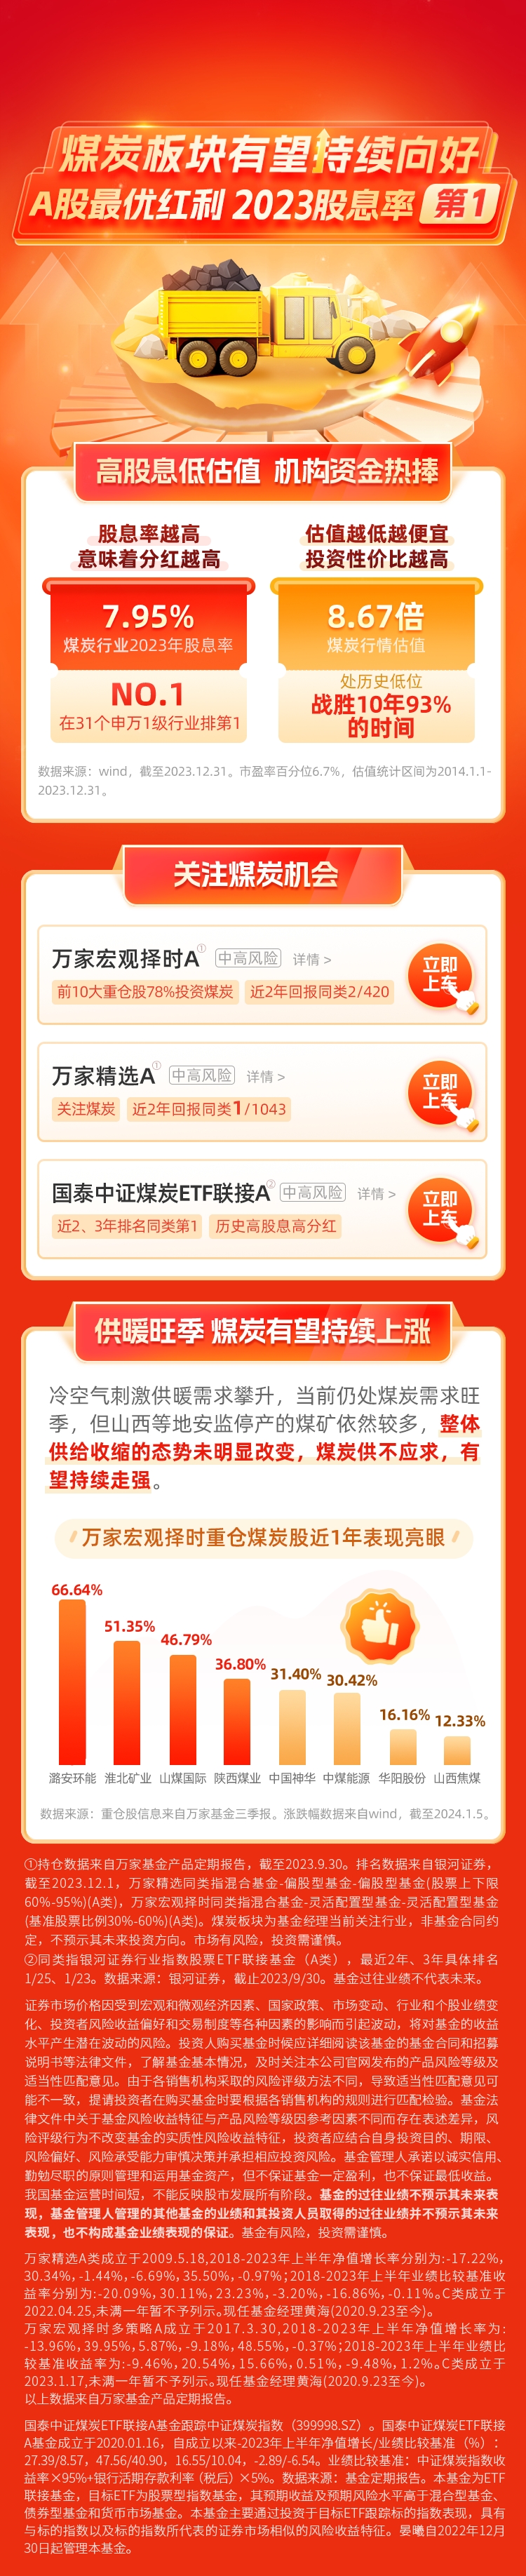 煤炭板块有望持续向好
A股最优红利 2023股息率 第1
高股息低估值 机构资金热捧
股息率越高
意味着分红越高
估值越低越便宜
投资性价比越高
7.95%
煤炭行业2023年股息率
8.67倍
煤炭行情估值
NO.1
在31个申万1级行业排第1
处历史低位
战胜10年93%
的时间
数据来源：wind，截至2023.12.31。市盈率百分位6.7%，估值统计区间为2014.1.1-
2023.12.31。
关注煤炭机会
万家宏观择时A① 中高风险 详情 >
前10大重仓股78%投资煤炭 近2年回报同类2/420
立即
上车
万家精选A① 中高风险 详情 >
关注煤炭 近2年回报同类1/1043
立即
上车
国泰中证煤炭ETF联接A② 中高风险 详情 >
近2、3年排名同类第1 历史高股息高分红
立即
上车
供暖旺季 煤炭有望持续上涨
冷空气刺激供暖需求攀升，当前仍处煤炭需求旺
季，但山西等地安监停产的煤矿依然较多，整体
供给收缩的态势未明显改变，煤炭供不应求，有
望持续走强。
万家宏观择时重仓煤炭股近1年表现亮眼
66.64%
51.35%
46.79%
36.80%
31.40%
30.42%
16.16%
12.33%
潞安环能 淮北矿业 山煤国际 陕西煤业 中国神华 中煤能源 华阳股份 山西焦煤
数据来源：重仓股信息来自万家基金三季报。涨跌幅数据来自wind，截至2024.1.5。
①持仓数据来自万家基金产品定期报告，截至2023.9.30。排名数据来自银河证券，
截至2023.12.1，万家精选同类指混合基金-偏股型基金-偏股型基金(股票上下限
60%-95%)(A类)，万家宏观择时同类指混合基金-灵活配置型基金-灵活配置型基金
(基准股票比例30%-60%)(A类)。煤炭板块为基金经理当前关注行业，非基金合同约
定，不预示其未来投资方向。市场有风险，投资需谨慎。
②同类指银河证券行业指数股票ETF联接基金（A类），最近2年、3年具体排名
1/25、1/23。数据来源：银河证券，截止2023/9/30。基金过往业绩不代表未来。
证券市场价格因受到宏观和微观经济因素、国家政策、市场变动、行业和个股业绩变
化、投资者风险收益偏好和交易制度等各种因素的影响而引起波动，将对基金的收益
水平产生潜在波动的风险。投资人购买基金时候应详细阅读该基金的基金合同和招募
说明书等法律文件，了解基金基本情况，及时关注本公司官网发布的产品风险等级及
适当性匹配意见。由于各销售机构采取的风险评级方法不同，导致适当性匹配意见可
能不一致，提请投资者在购买基金时要根据各销售机构的规则进行匹配检验。基金法
律文件中关于基金风险收益特征与产品风险等级因参考因素不同而存在表述差异，风
险评级行为不改变基金的实质性风险收益特征，投资者应结合自身投资目的、期限、
风险偏好、风险承受能力审慎决策并承担相应投资风险。基金管理人承诺以诚实信用、
勤勉尽职的原则管理和运用基金资产，但不保证基金一定盈利，也不保证最低收益。
我国基金运营时间短，不能反映股市发展所有阶段。基金的过往业绩不预示其未来表
现，基金管理人管理的其他基金的业绩和其投资人员取得的过往业绩并不预示其未来
表现，也不构成基金业绩表现的保证。基金有风险，投资需谨慎。
万家精选A类成立于2009.5.18,2018-2023年上半年净值增长率分别为:-17.22%,
30.34%,-1.44%,-6.69%,35.50%,-0.97%;2018-2023年上半年业绩比较基准收
益率分别为:-20.09%,30.11%,23.23%,-3.20%,-16.86%,-0.11%。C类成立于
2022.04.25,未满一年暂不予列示。现任基金经理黄海(2020.9.23至今)。
万家宏观择时多策略A成立于2017.3.30,2018-2023年上半年净值增长率为:
-13.96%,39.95%,5.87%,-9.18%,48.55%,-0.37%;2018-2023年上半年业绩比
较基准收益率为:-9.46%,20.54%,15.66%,0.51%,-9.48%,1.2%。C类成立于
2023.1.17,未满一年暂不予列示。现任基金经理黄海(2020.9.23至今)。
以上数据来自万家基金产品定期报告。
国泰中证煤炭ETF联接A基金跟踪中证煤炭指数（399998.SZ）。国泰中证煤炭ETF联接
A基金成立于2020.01.16，自成立以来-2023年上半年净值增长/业绩比较基准（%）：
27.39/8.57，47.56/40.90，16.55/10.04，-2.89/-6.54。业绩比较基准：中证煤炭指数收
益率×95%+银行活期存款利率（税后）×5%。数据来源：基金定期报告。本基金为ETF
联接基金，目标ETF为股票型指数基金，其预期收益及预期风险水平高于混合型基金、
债券型基金和货币市场基金。本基金主要通过投资于目标ETF跟踪标的指数表现，具有
与标的指数以及标的指数所代表的证券市场相似的风险收益特征。晏曦自2022年12月
30日起管理本基金。